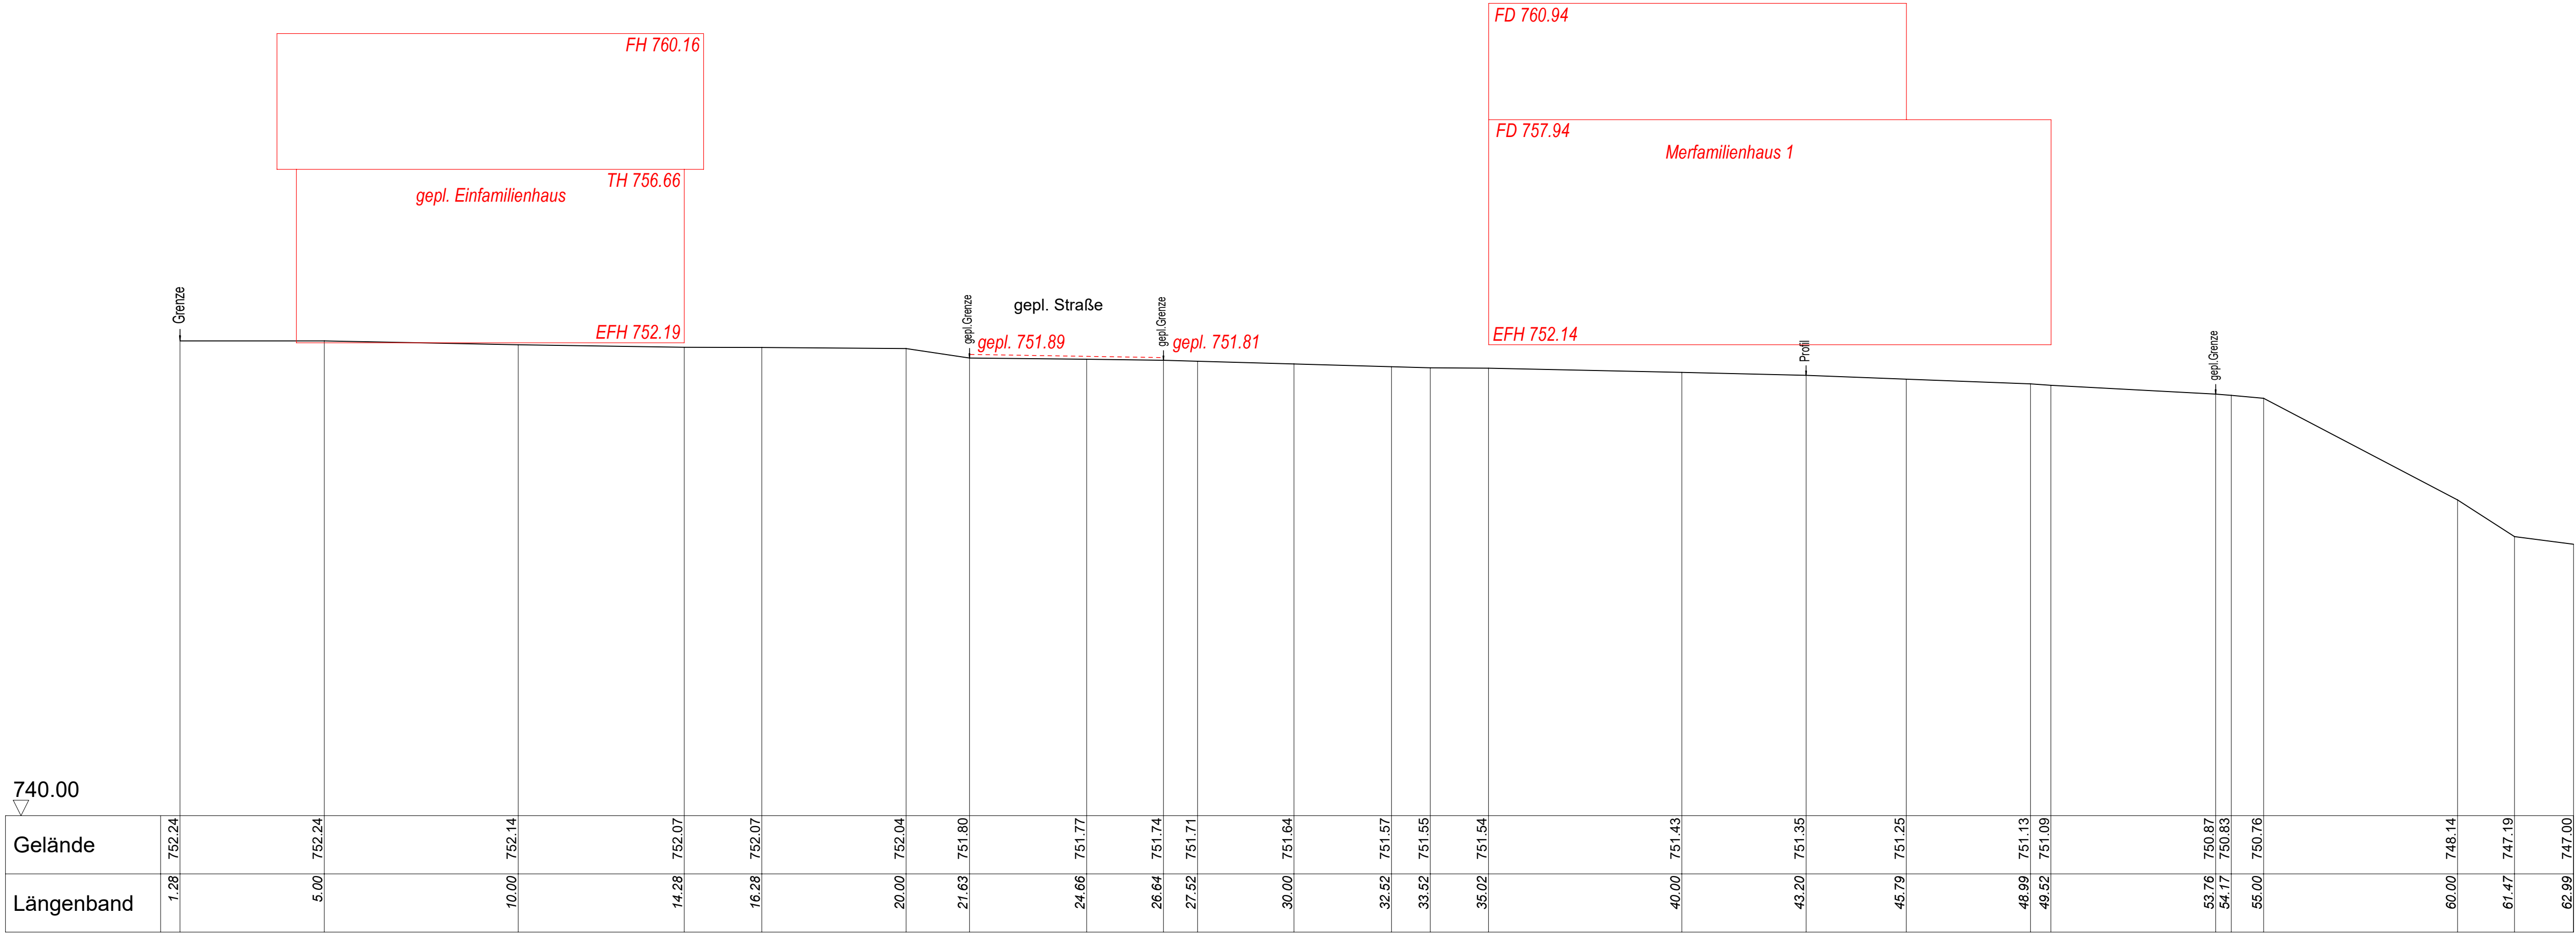 FD 760.94
FH 760.16
FD 757.94
Merfamilienhaus 1
TH 756.66
gepl. Einfamilienhaus
Grenze
gepl.Grenze
gepl. Straße
gepl.Grenze
EFH 752.19
gepl. 751.89
gepl. 751.81
EFH 752.14
Profil
gepl.Grenze
740.00
Gelände
752.24
752.24
752.14
752.07
752.07
752.04
751.80
751.77
751.74
751.71
751.64
751.57
751.55
751.54
751.43
751.35
751.25
751.13
751.09
750.87
750.83
750.76
748.14
747.19
747.00
Längenband
1.28
5.00
10.00
14.28
16.28
20.00
21.63
24.66
26.64
27.52
30.00
32.52
33.52
35.02
40.00
43.20
45.79
48.99
49.52
53.76
54.17
55.00
60.00
61.47
62.99